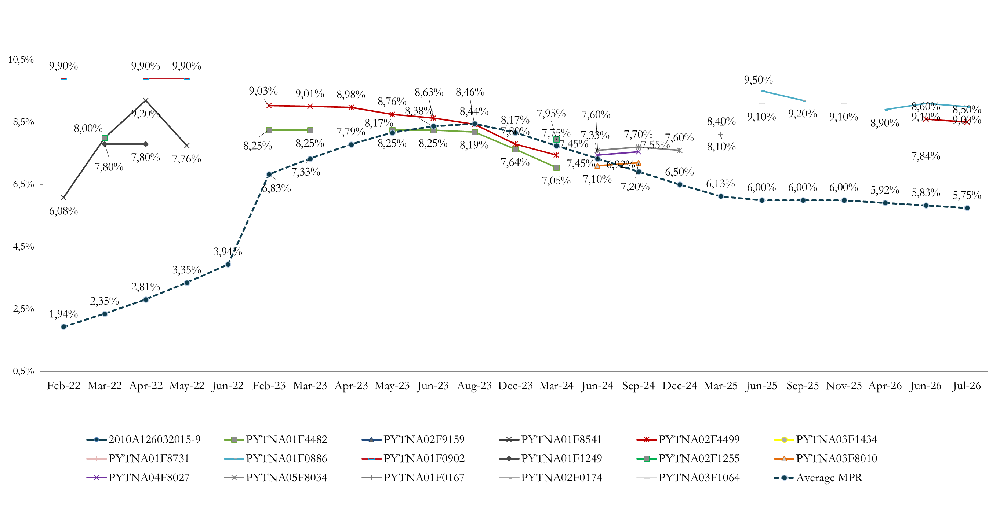 10,5%
8,5%
6,5%
4,5%
2,5%
0,5%
9,90% 9,90% 9,90%
9,50%
9,03% 9,01% 8,98% 8,76% 8,63% 8,46%
8,38% 8,44% 8,17% 7,95% 7,60%
8,60% 8,50%
9,10% 9,20% 9,10% 8,90% 9,10% 9,00%
9,20%
8,00% 7,79% 8,17% 7,80% 7,75% 7,33% 7,70% 7,60% 8,40%
8,25% 8,25% 8,25% 8,25% 8,19% 7,45% 7,55% 8,10%
7,80% 7,80% 7,76% 7,64% 7,45% 6,92% 7,84%
7,33% 7,05% 7,10% 7,20% 6,50%
6,83% 6,13% 6,00% 6,00% 6,00% 5,92% 5,83% 5,75%
6,08%
3,94%
3,35%
2,81%
2,35%
1,94%
Feb-22 Mar-22 Apr-22 May-22 Jun-22 Feb-23 Mar-23 Apr-23 May-23 Jun-23 Aug-23 Dec-23 Mar-24 Jun-24 Sep-24 Dec-24 Mar-25 Jun-25 Sep-25 Nov-25 Apr-26 Jun-26 Jul-26
2010A126032015-9 PYTNA01F4482 PYTNA02F9159 PYTNA01F8541 PYTNA02F4499 PYTNA03F1434
PYTNA01F8731 PYTNA01F0886 PYTNA01F0902 PYTNA01F1249 PYTNA02F1255 PYTNA03F8010
PYTNA04F8027 PYTNA05F8034 PYTNA01F0167 PYTNA02F0174 PYTNA03F1064 Average MPR